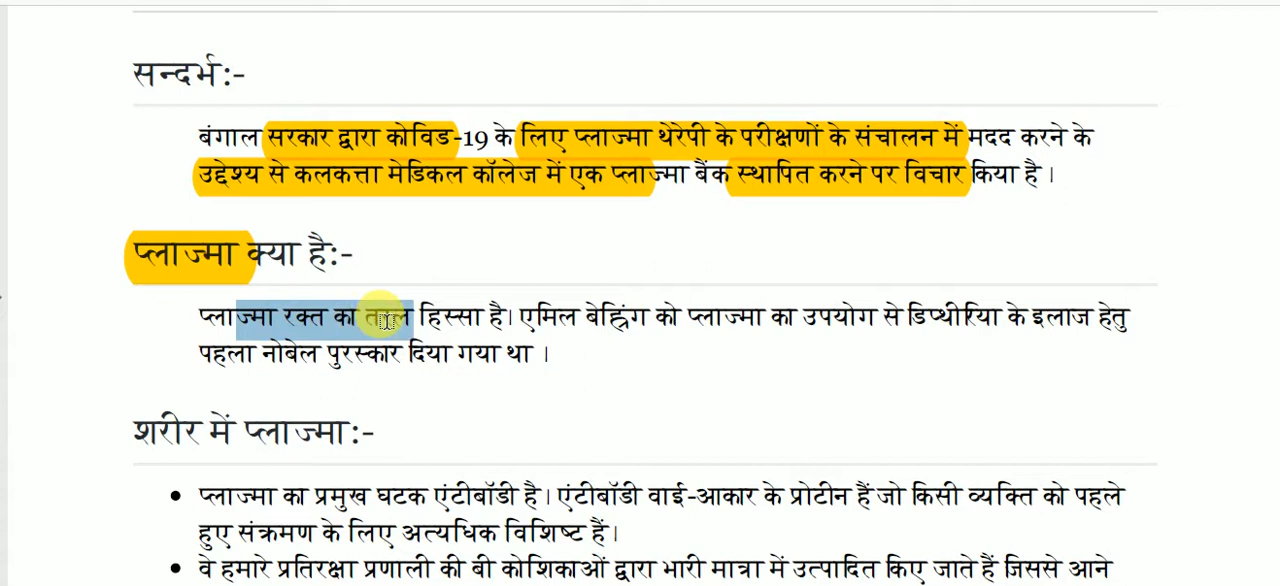 सन्दर्भ:-
बंगाल सरकार द्वारा कोविड-19 के लिए प्लाज्मा थेरेपी के परीक्षणों के संचालन में मदद करने के
उद्देश्य से कलकत्ता मेडिकल कॉलेज में एक प्लाज्मा बैंक स्थापित करने पर विचार किया है ।
प्लाज्मा क्या है:-
प्लाज्मा रक्त का तरल हिस्सा है। एमिल बेह्रिंग को प्लाज्मा का उपयोग से डिप्थीरिया के इलाज हेतु
पहला नोबेल पुरस्कार दिया गया था ।
शरीर में प्लाज्मा:-
• प्लाज्मा का प्रमुख घटक एंटीबॉडी है। एंटीबॉडी वाई-आकार के प्रोटीन हैं जो किसी व्यक्ति को पहले
हुए संक्रमण के लिए अत्यधिक विशिष्ट हैं।
• वे हमारे प्रतिरक्षा प्रणाली की बी कोशिकाओं द्वारा भारी मात्रा में उत्पादित किए जाते हैं जिससे आने